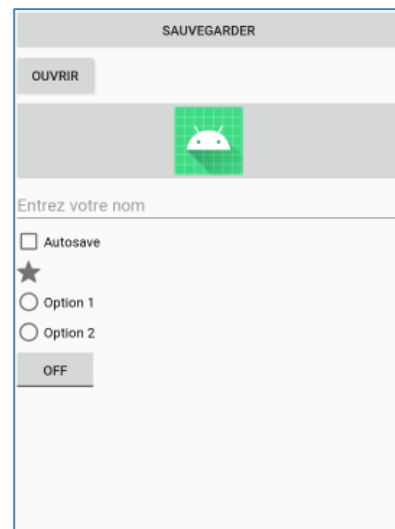 SAUVEGARDER
OUVRIR
Entrez votre nom
Autosave
Option 1
Option 2
OFF